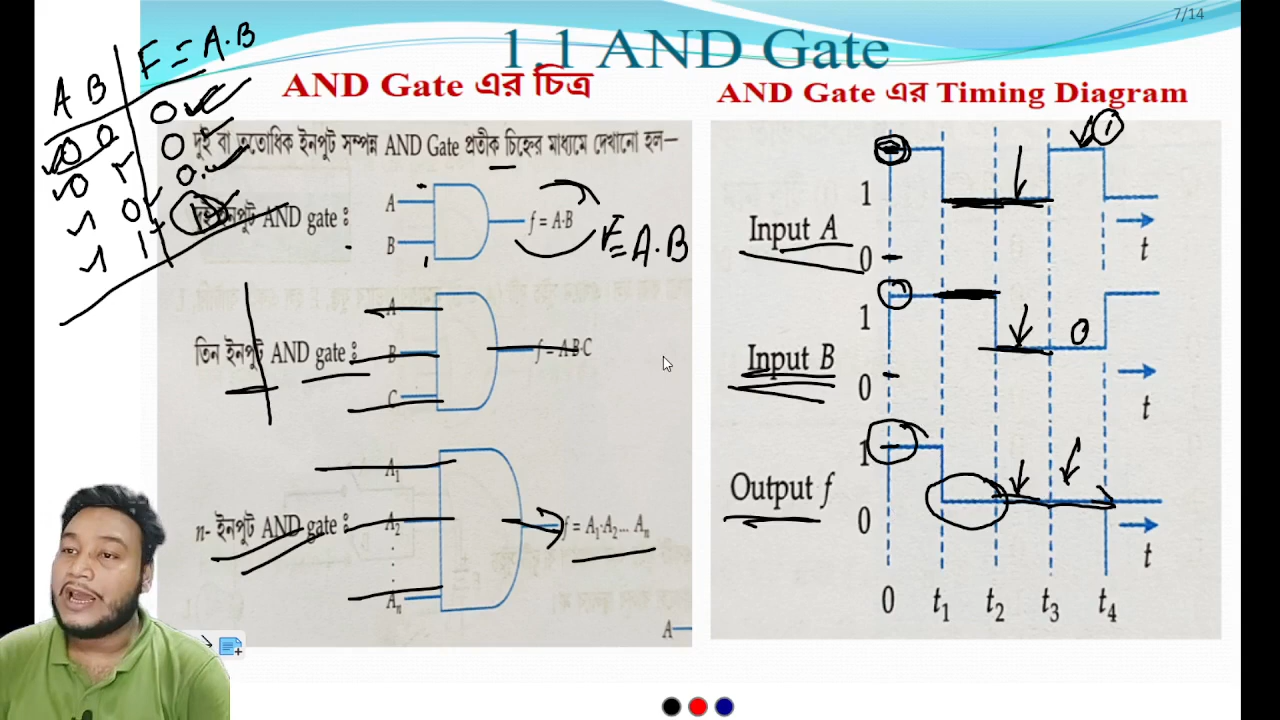 7/14
1.1 AND Gate
AND Gate এর চিত্র
AND Gate এর Timing Diagram
A B F = A.B
0 0 0
0 1 0
1 0 0
1 1 1
দুই বা ততোধিক ইনপুট সম্পন্ন AND Gate প্রতীক চিহ্নের মাধ্যমে দেখানো হল—
দুই ইনপুট AND gate :
A
B
f = A·B
F = A.B
তিন ইনপুট AND gate :
A
B
C
f = A·B·C
n- ইনপুট AND gate :
A₁
A₂
⋮
Aₙ
f = A₁·A₂... Aₙ
A
1
Input A
0
t
1
1
Input B
0
t
0
1
Output f
0
t
0 t₁ t₂ t₃ t₄